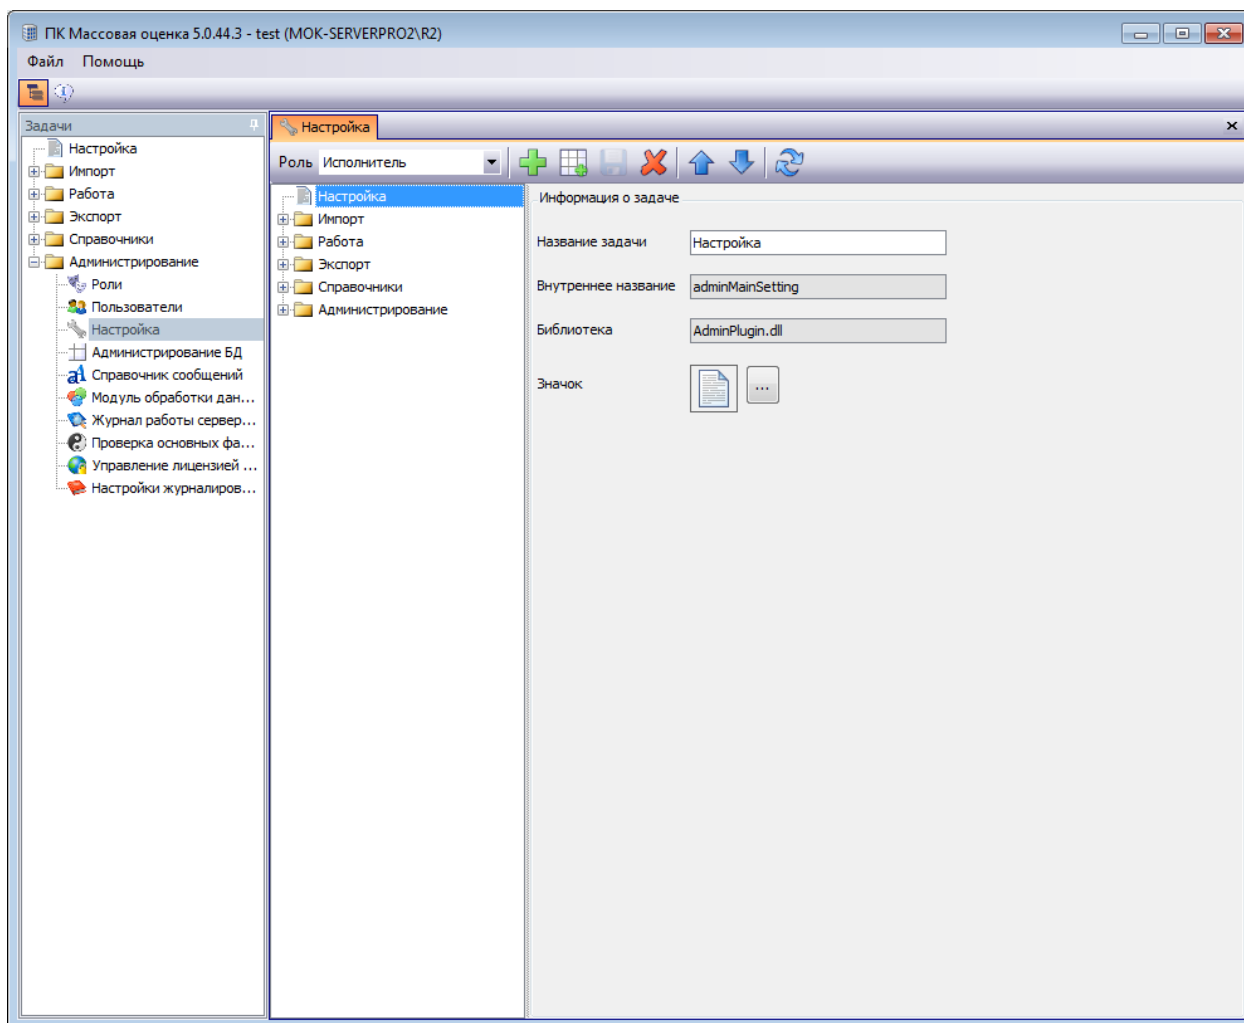 ПК Массовая оценка 5.0.44.3 - test (MOK-SERVERPRO2\R2)
Файл Помощь
Задачи
Настройка
Импорт
Работа
Экспорт
Справочники
Администрирование
Роли
Пользователи
Настройка
Администрирование БД
Справочник сообщений
Модуль обработки дан...
Журнал работы сервер...
Проверка основных фа...
Управление лицензией ...
Настройки журналиров...
Настройка
Роль Исполнитель
Настройка
Импорт
Работа
Экспорт
Справочники
Администрирование
Информация о задаче
Название задачи Настройка
Внутреннее название adminMainSetting
Библиотека AdminPlugin.dll
Значок ...